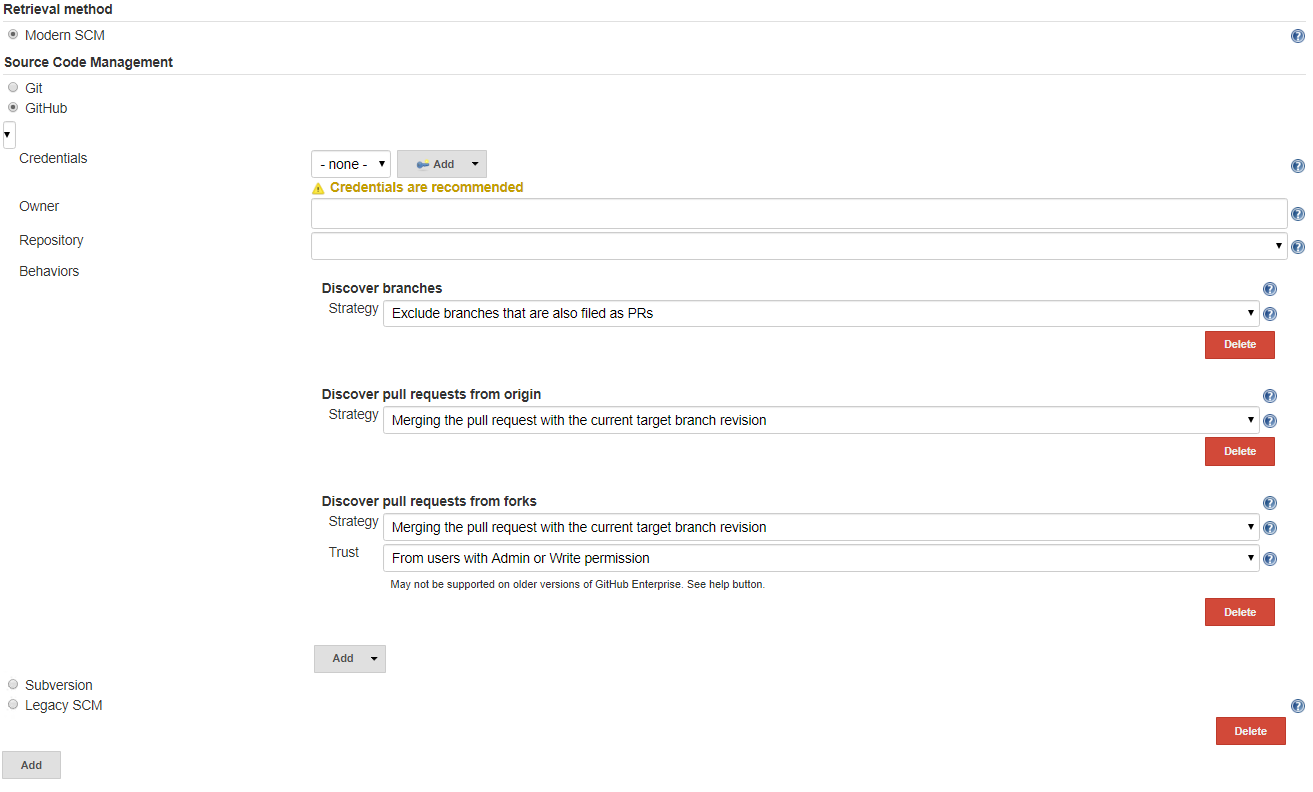 Retrieval method
Modern SCM
Source Code Management
Git
GitHub
Credentials
- none -
Add
Credentials are recommended
Owner
Repository
Behaviors
Discover branches
Strategy
Exclude branches that are also filed as PRs
Delete
Discover pull requests from origin
Strategy
Merging the pull request with the current target branch revision
Delete
Discover pull requests from forks
Strategy
Merging the pull request with the current target branch revision
Trust
From users with Admin or Write permission
May not be supported on older versions of GitHub Enterprise. See help button.
Delete
Add
Subversion
Legacy SCM
Delete
Add